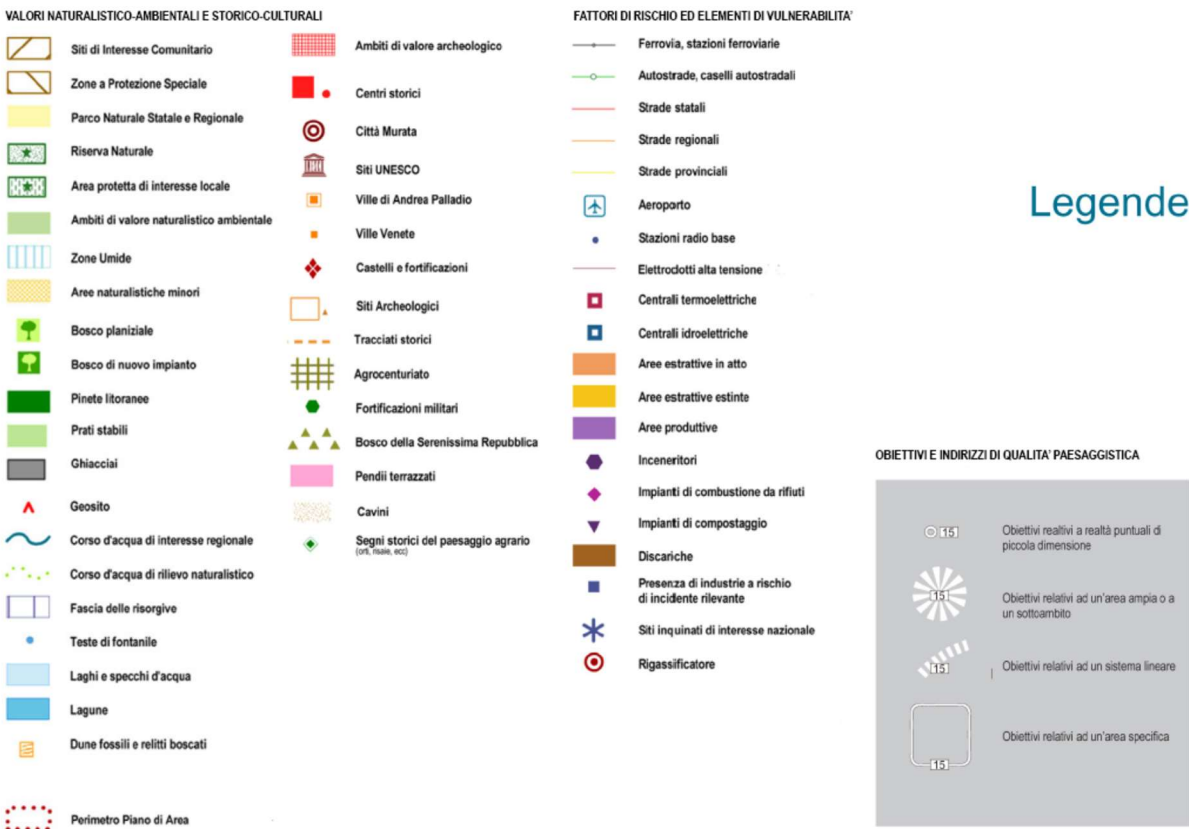 VALORI NATURALISTICO-AMBIENTALI E STORICO-CULTURALI
Siti di Interesse Comunitario
Zone a Protezione Speciale
Parco Naturale Statale e Regionale
Riserva Naturale
Area protetta di interesse locale
Ambiti di valore naturalistico ambientale
Zone Umide
Aree naturalistiche minori
Bosco planiziale
Bosco di nuovo impianto
Pinete litoranee
Prati stabili
Ghiacciai
Geosito
Corso d'acqua di interesse regionale
Corso d'acqua di rilievo naturalistico
Fascia delle risorgive
Teste di fontanile
Laghi e specchi d'acqua
Lagune
Dune fossili e relitti boscati
Perimetro Piano di Area
Ambiti di valore archeologico
Centri storici
Città Murata
Siti UNESCO
Ville di Andrea Palladio
Ville Venete
Castelli e fortificazioni
Siti Archeologici
Tracciati storici
Agrocenturiato
Fortificazioni militari
Bosco della Serenissima Repubblica
Pendii terrazzati
Cavini
Segni storici del paesaggio agrario
(orti, risaie, ecc)
FATTORI DI RISCHIO ED ELEMENTI DI VULNERABILITA'
Ferrovia, stazioni ferroviarie
Autostrade, caselli autostradali
Strade statali
Strade regionali
Strade provinciali
Aeroporto
Stazioni radio base
Elettrodotti alta tensione
Centrali termoelettriche
Centrali idroelettriche
Aree estrattive in atto
Aree estrattive estinte
Aree produttive
Inceneritori
Impianti di combustione da rifiuti
Impianti di compostaggio
Discariche
Presenza di industrie a rischio
di incidente rilevante
Siti inquinati di interesse nazionale
Rigassificatore
Legende
OBIETTIVI E INDIRIZZI DI QUALITA' PAESAGGISTICA
15
Obiettivi realtivi a realtà puntuali di
piccola dimensione
15
Obiettivi relativi ad un'area ampia o a
un sottoambito
15
Obiettivi relativi ad un sistema lineare
15
Obiettivi relativi ad un'area specifica